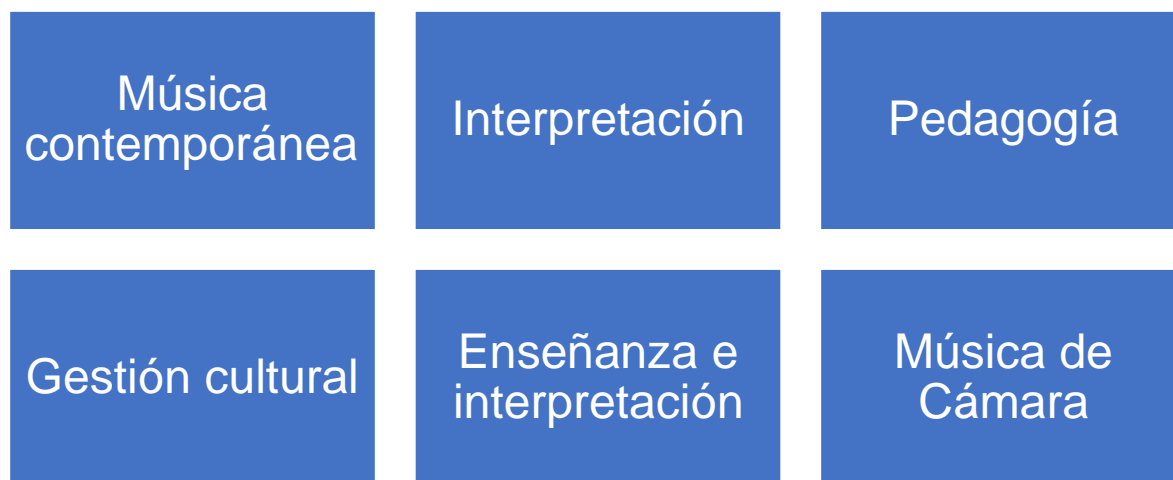 Música
contemporánea
Interpretación
Pedagogía
Gestión cultural
Enseñanza e
interpretación
Música de
Cámara